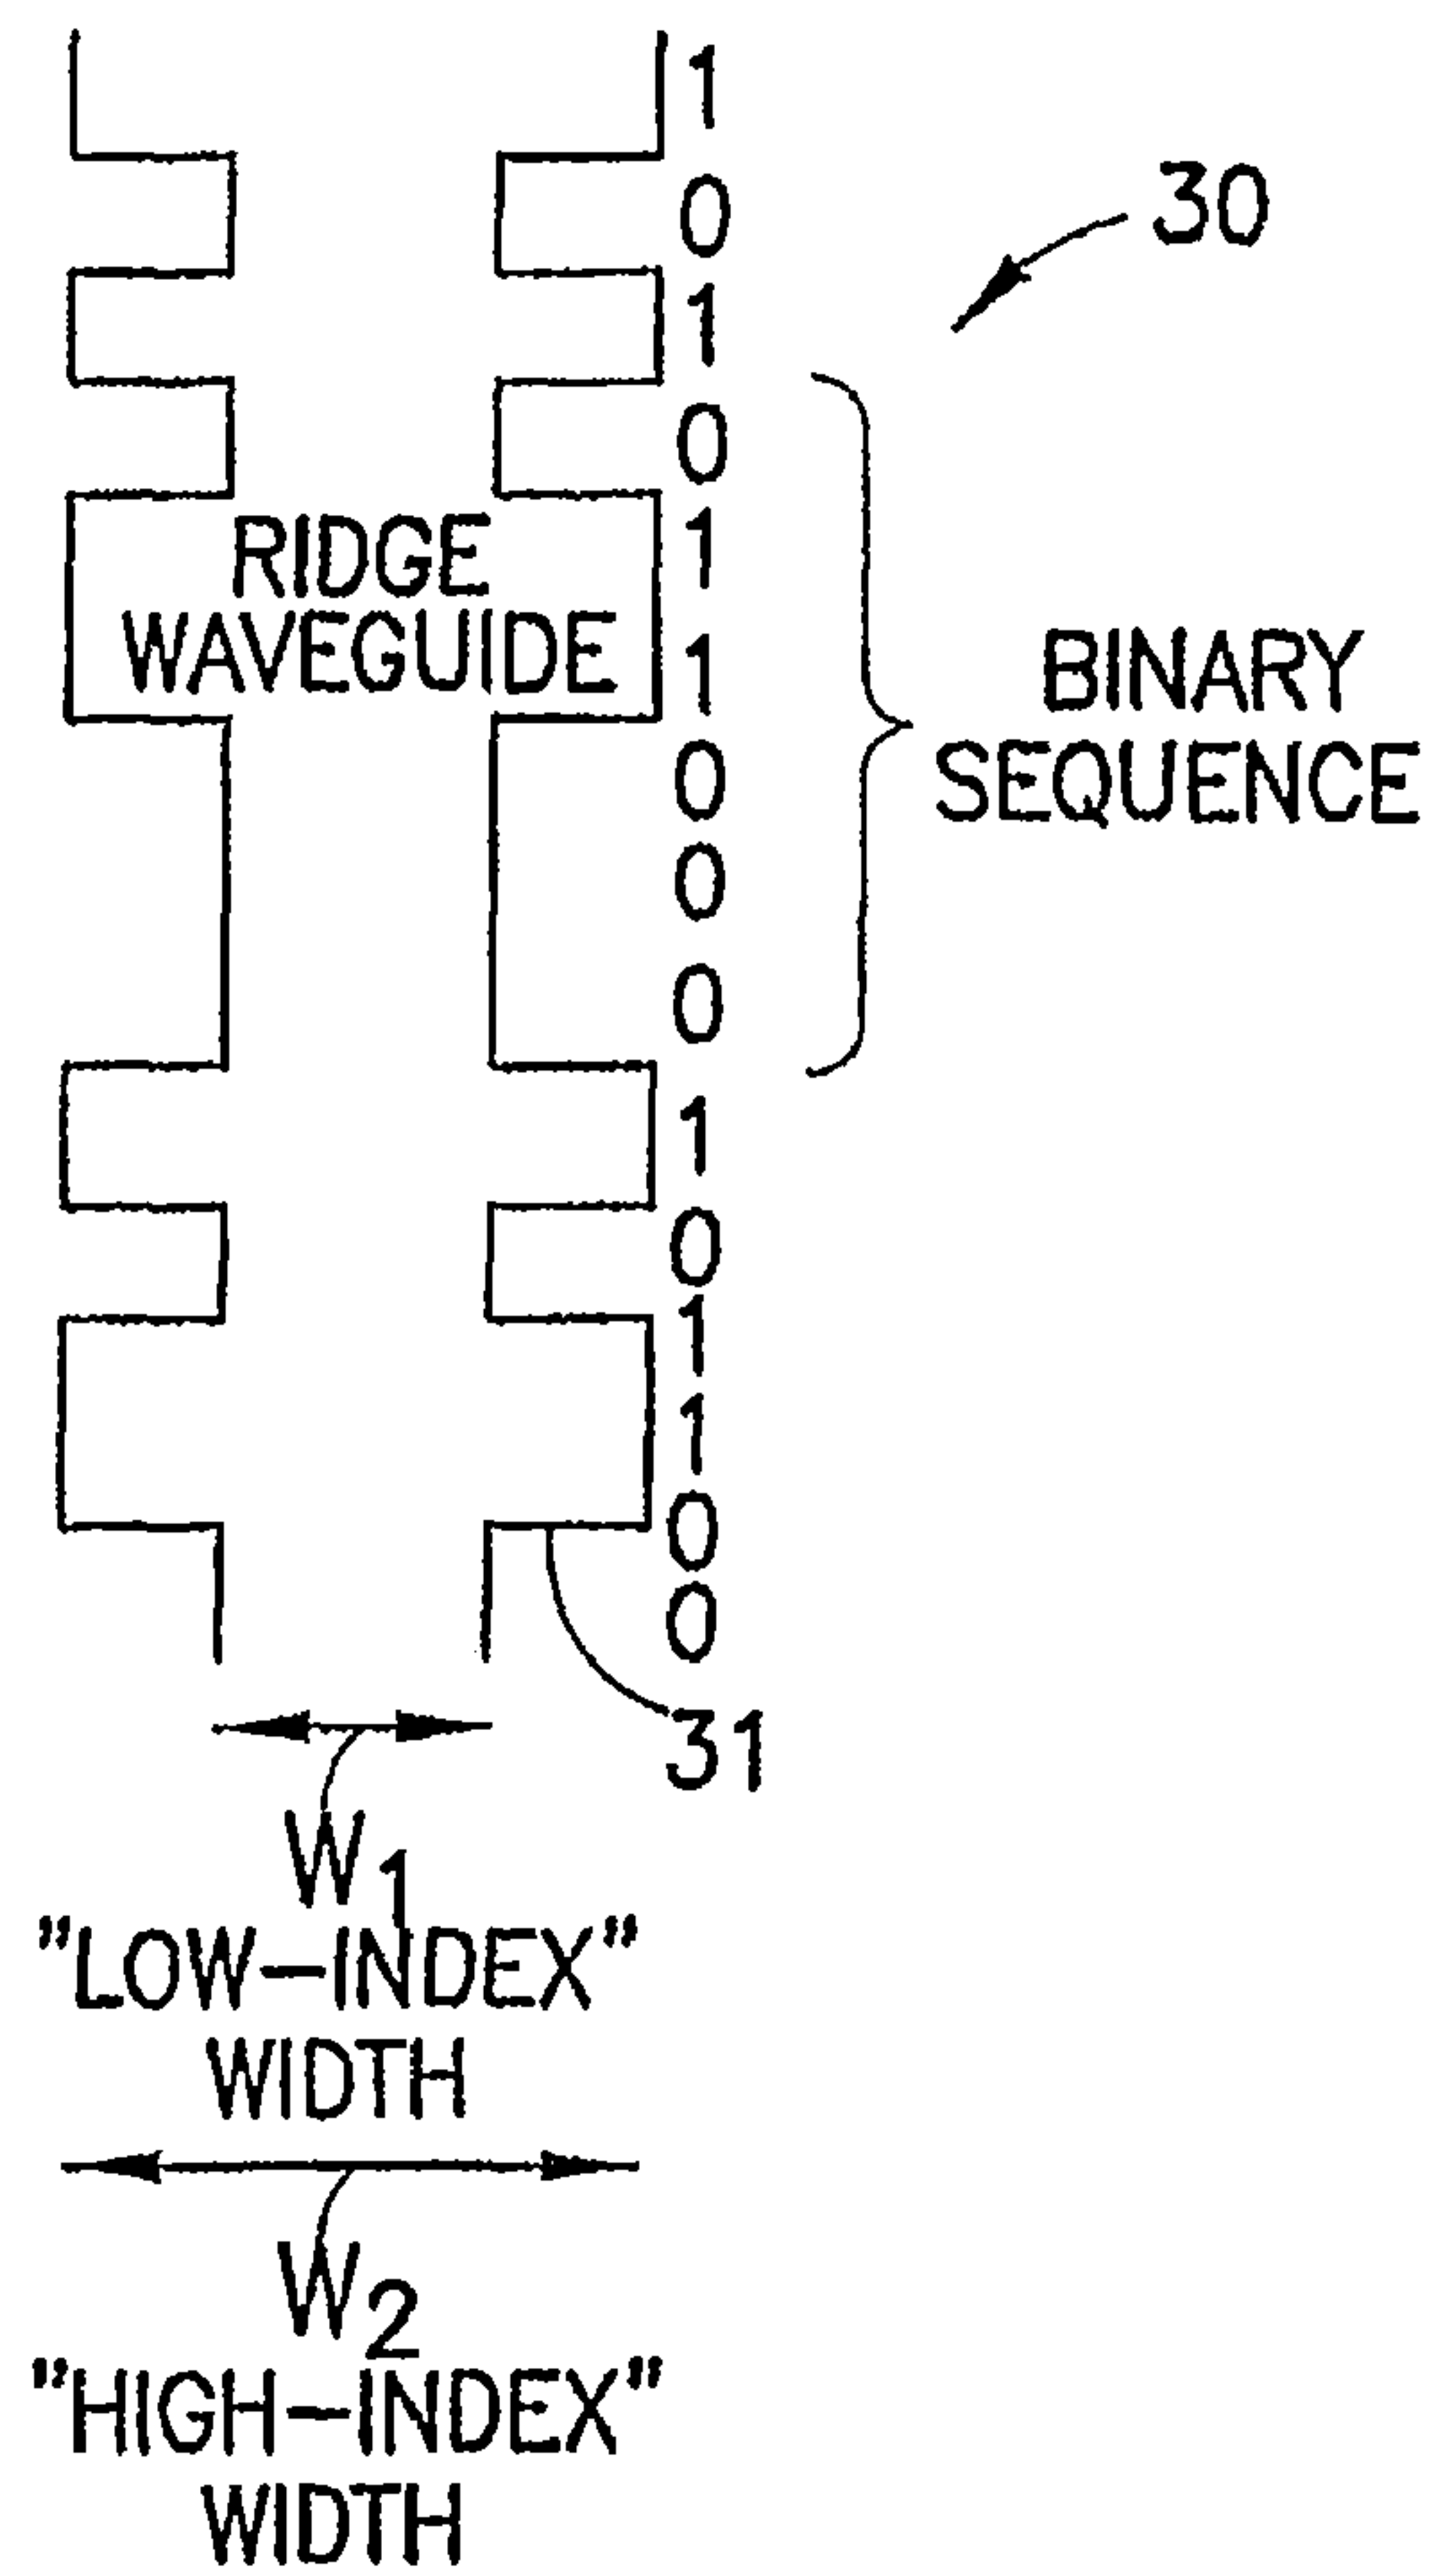 1
0
30
1
0
1
RIDGE
WAVEGUIDE
1
BINARY
SEQUENCE
0
0
0
1
0
1
1
0
0
31
W1
"LOW-INDEX"
WIDTH
W2
"HIGH-INDEX"
WIDTH